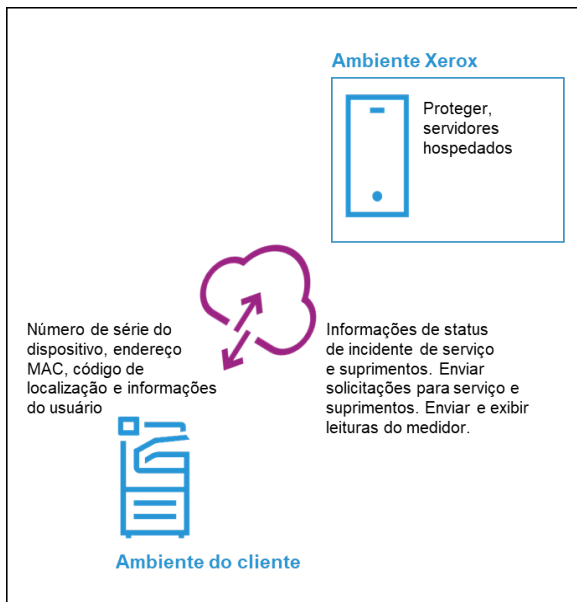 Ambiente Xerox
Proteger,
servidores
hospedados
Número de série do
dispositivo, endereço
MAC, código de
localização e informações
do usuário
Informações de status
de incidente de serviço
e suprimentos. Enviar
solicitações para serviço e
suprimentos. Enviar e exibir
leituras do medidor.
Ambiente do cliente